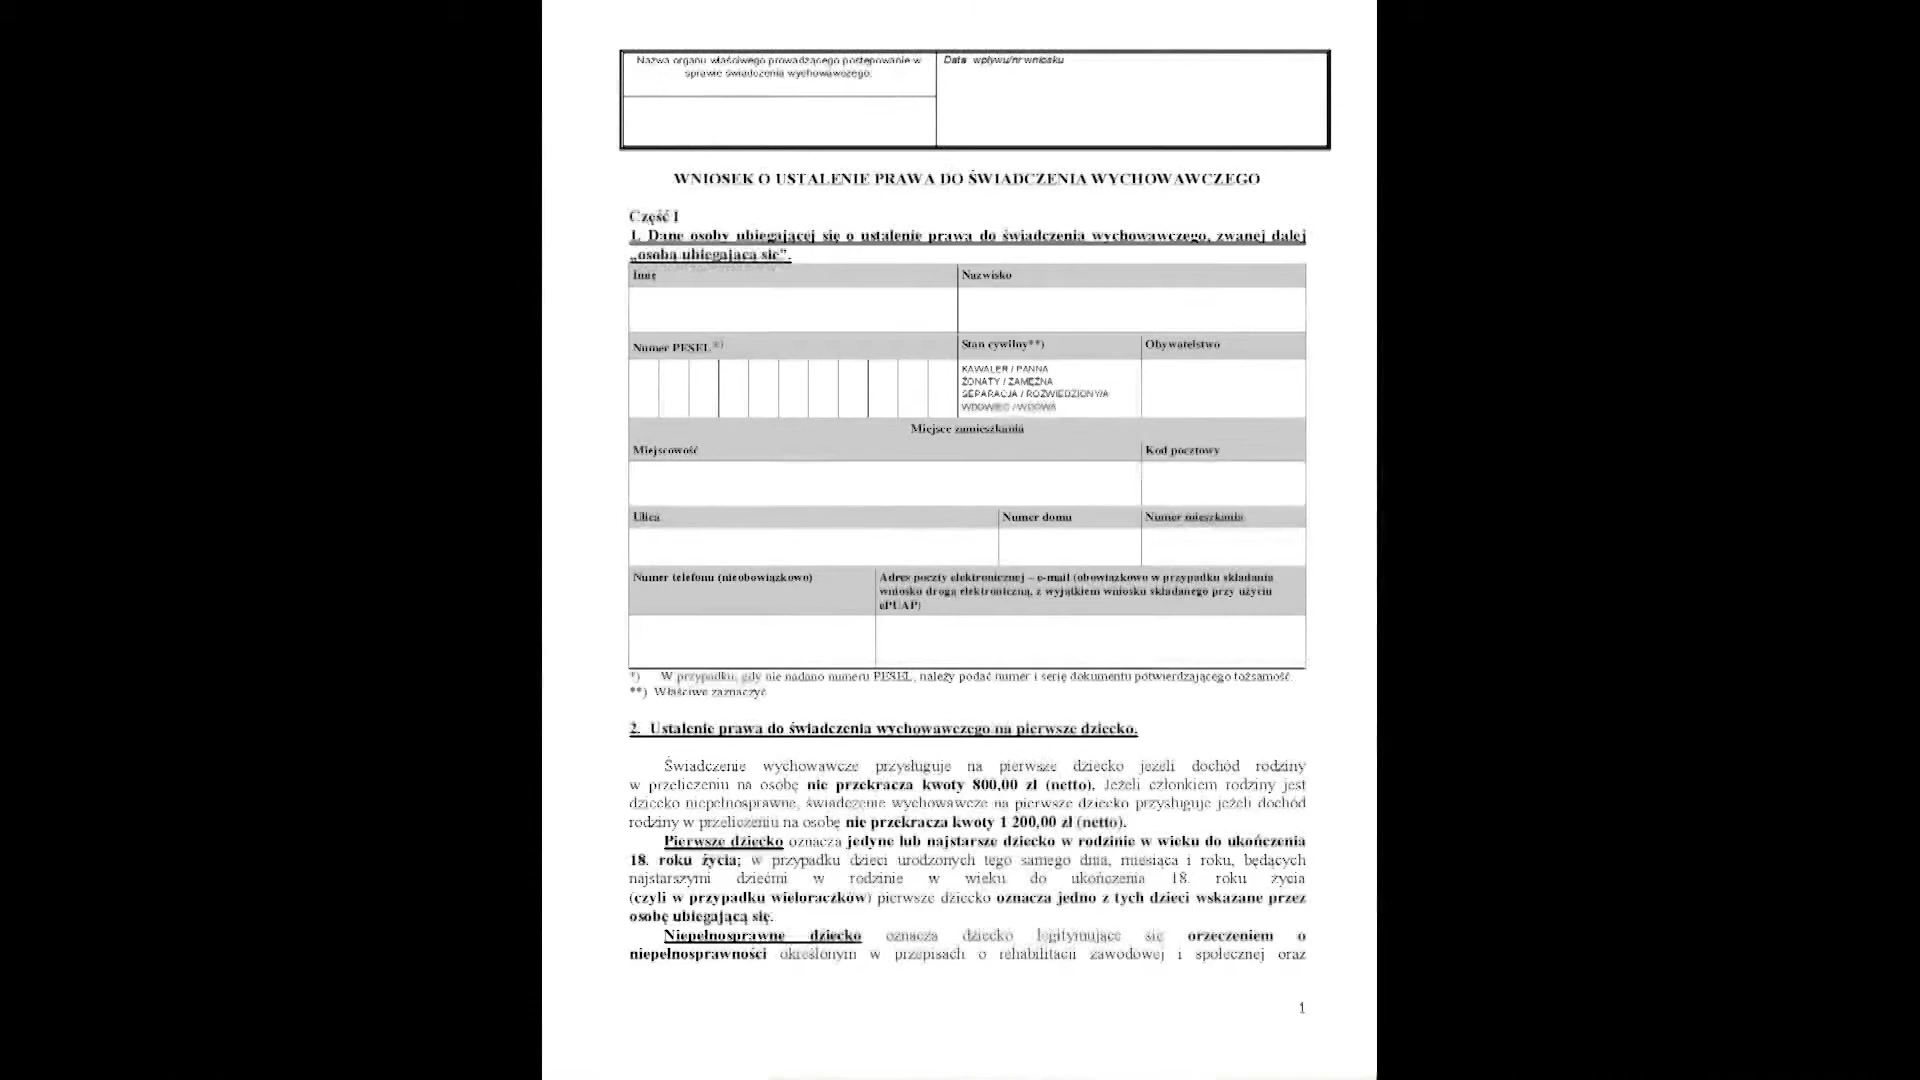 Nazwa organu właściwego prowadzącego postępowanie w
sprawie świadczenia wychowawczego:
Data wpływu/nr wniosku
WNIOSEK O USTALENIE PRAWA DO ŚWIADCZENIA WYCHOWAWCZEGO
Część I
1. Dane osoby ubiegającej się o ustalenie prawa do świadczenia wychowawczego, zwanej dalej
„osobą ubiegającą się".
Imię
Nazwisko
Numer PESEL *)
Stan cywilny**)
Obywatelstwo
KAWALER / PANNA
ŻONATY / ZAMĘŻNA
SEPARACJA / ROZWIEDZIONY/A
WDOWIEC / WDOWA
Miejsce zamieszkania
Miejscowość
Kod pocztowy
Ulica
Numer domu
Numer mieszkania
Numer telefonu (nieobowiązkowo)
Adres poczty elektronicznej – e-mail (obowiązkowo w przypadku składania
wniosku drogą elektroniczną, z wyjątkiem wniosku składanego przy użyciu
ePUAP)
*) W przypadku, gdy nie nadano numeru PESEL, należy podać numer i serię dokumentu potwierdzającego tożsamość.
**) Właściwe zaznaczyć
2. Ustalenie prawa do świadczenia wychowawczego na pierwsze dziecko.
Świadczenie wychowawcze przysługuje na pierwsze dziecko jeżeli dochód rodziny
w przeliczeniu na osobę nie przekracza kwoty 800,00 zł (netto). Jeżeli członkiem rodziny jest
dziecko niepełnosprawne, świadczenie wychowawcze na pierwsze dziecko przysługuje jeżeli dochód
rodziny w przeliczeniu na osobę nie przekracza kwoty 1 200,00 zł (netto).
Pierwsze dziecko oznacza jedyne lub najstarsze dziecko w rodzinie w wieku do ukończenia
18. roku życia; w przypadku dzieci urodzonych tego samego dnia, miesiąca i roku, będących
najstarszymi dziećmi w rodzinie w wieku do ukończenia 18. roku życia
(czyli w przypadku wieloraczków) pierwsze dziecko oznacza jedno z tych dzieci wskazane przez
osobę ubiegającą się.
Niepełnosprawne dziecko oznacza dziecko legitymujące się orzeczeniem o
niepełnosprawności określonym w przepisach o rehabilitacji zawodowej i społecznej oraz
1